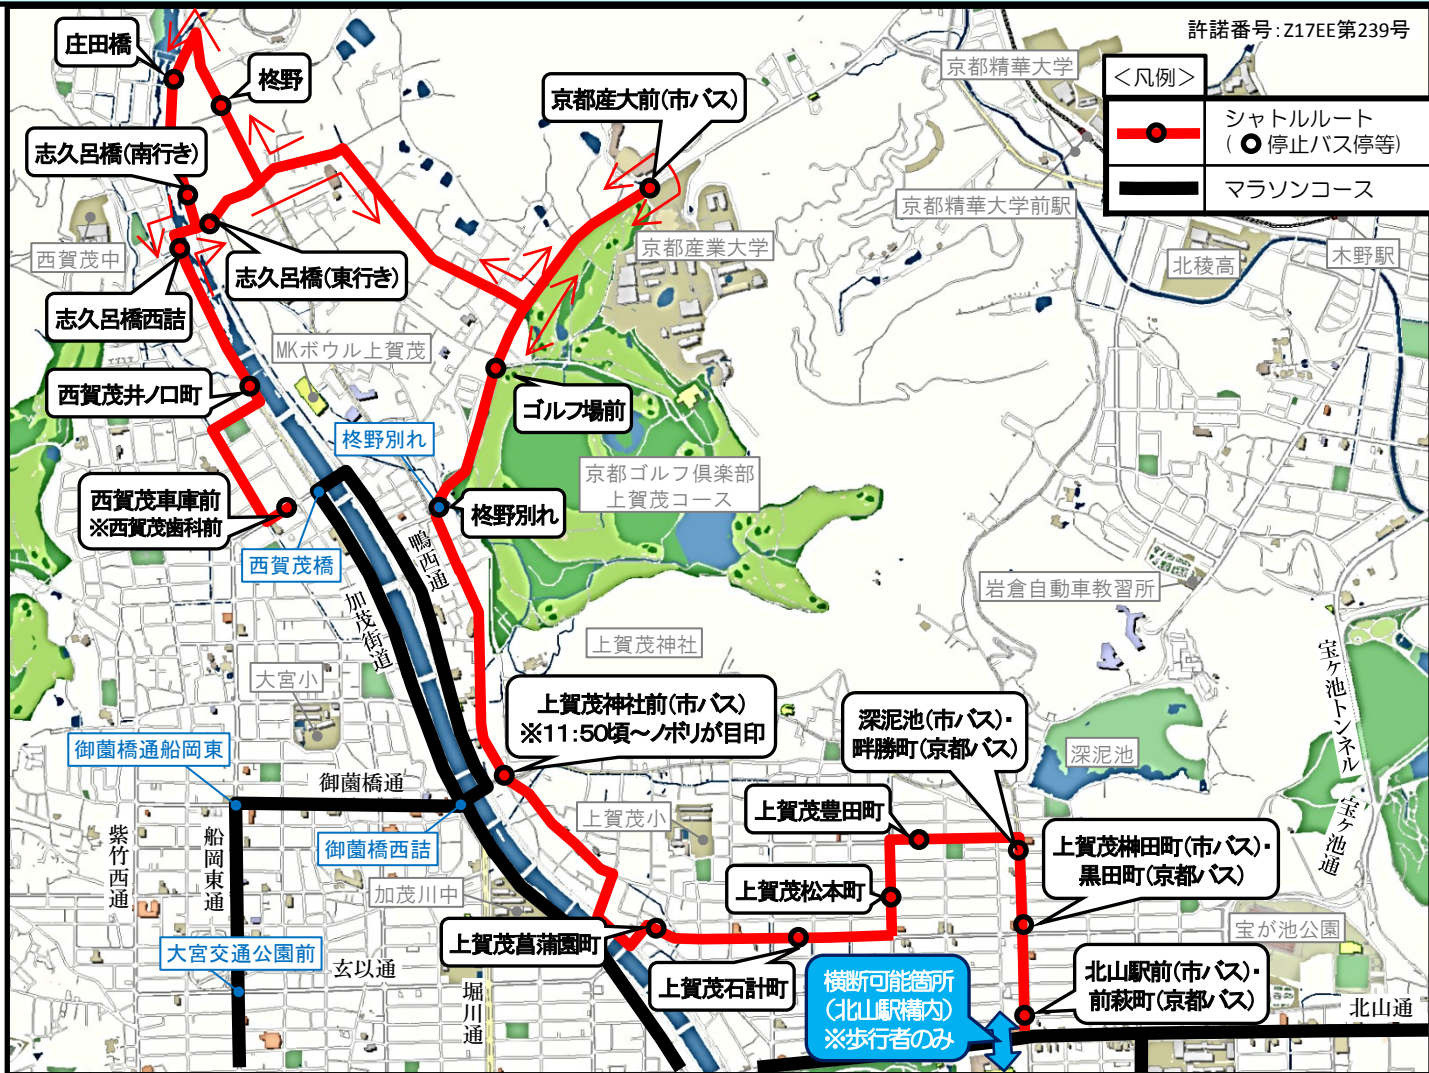 許諾番号:Z17EE第239号
<凡例>
シャトルルート
(停止バス停等)
マラソンコース
庄田橋
柊野
京都産大前(市バス)
京都精華大学
志久呂橋(南行き)
京都精華大学前駅
西賀茂中
京都産業大学
北稜高
木野駅
志久呂橋(東行き)
志久呂橋西詰
MKボウル上賀茂
西賀茂井ノ口町
ゴルフ場前
柊野別れ
京都ゴルフ倶楽部
上賀茂コース
西賀茂車庫前
※西賀茂歯科前
柊野別れ
鴨西通
西賀茂橋
加茂街道
岩倉自動車教習所
上賀茂神社
宝ヶ池トンネル
大宮小
上賀茂神社前(市バス)
※11:50頃～ノボリが目印
深泥池(市バス)・
畔勝町(京都バス)
深泥池
御薗橋通船岡東
御薗橋通
上賀茂豊田町
上賀茂小
宝ヶ池通
紫竹西通
船岡東通
御薗橋西詰
上賀茂榊田町(市バス)・
黒田町(京都バス)
加茂川中
上賀茂松本町
宝が池公園
上賀茂菖蒲園町
大宮交通公園前
玄以通
上賀茂石計町
堀川通
横断可能箇所
(北山駅構内)
※歩行者のみ
北山駅前(市バス)・
前萩町(京都バス)
北山通